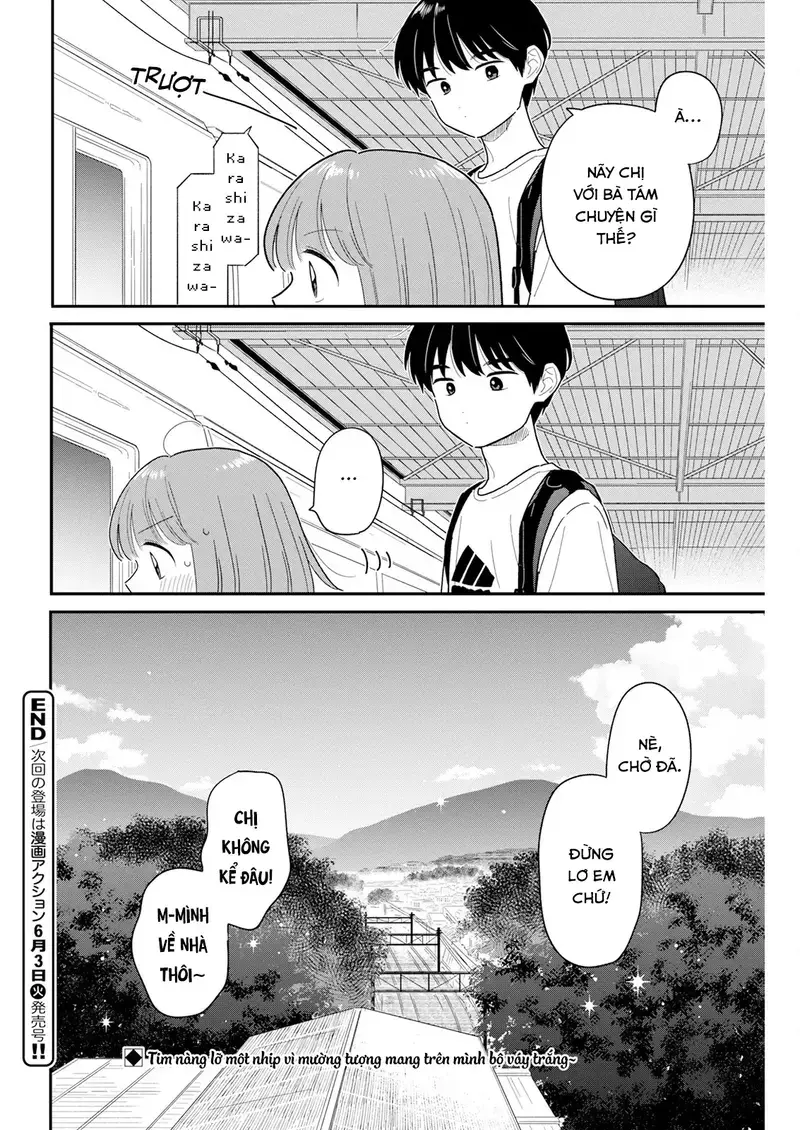 TRƯỢT
À...
NÃY CHỊ
VỚI BÀ TÁM
CHUYỆN GÌ
THẾ?
Ka
ra
shi
za
wa-
Ka
ra
shi
za
wa-
...
NÈ,
CHỜ ĐÃ.
ĐỪNG
LƠ EM
CHỨ!
CHỊ
KHÔNG
KỂ ĐÂU!
M-MÌNH
VỀ NHÀ
THÔI~
END 次回の登場は漫画アクション6月3日㊋発売号!!
Tim nàng lỡ một nhịp vì mường tượng mang trên mình bộ váy trắng~